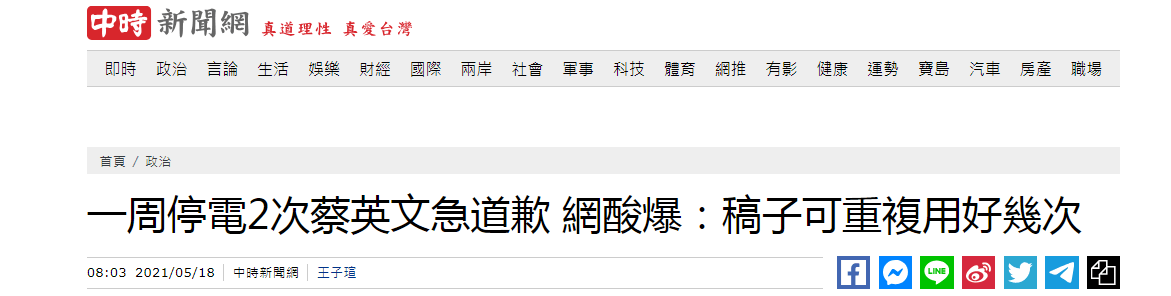 中時 新聞網 真道理性 真愛台灣
即時 政治 言論 生活 娛樂 財經 國際 兩岸 社會 軍事 科技 體育 網推 有影 健康 運勢 寶島 汽車 房產 職場
首頁 / 政治
一周停電2次蔡英文急道歉 網酸爆：稿子可重複用好幾次
08:03 2021/05/18 中時新聞網 王子瑄 LINE